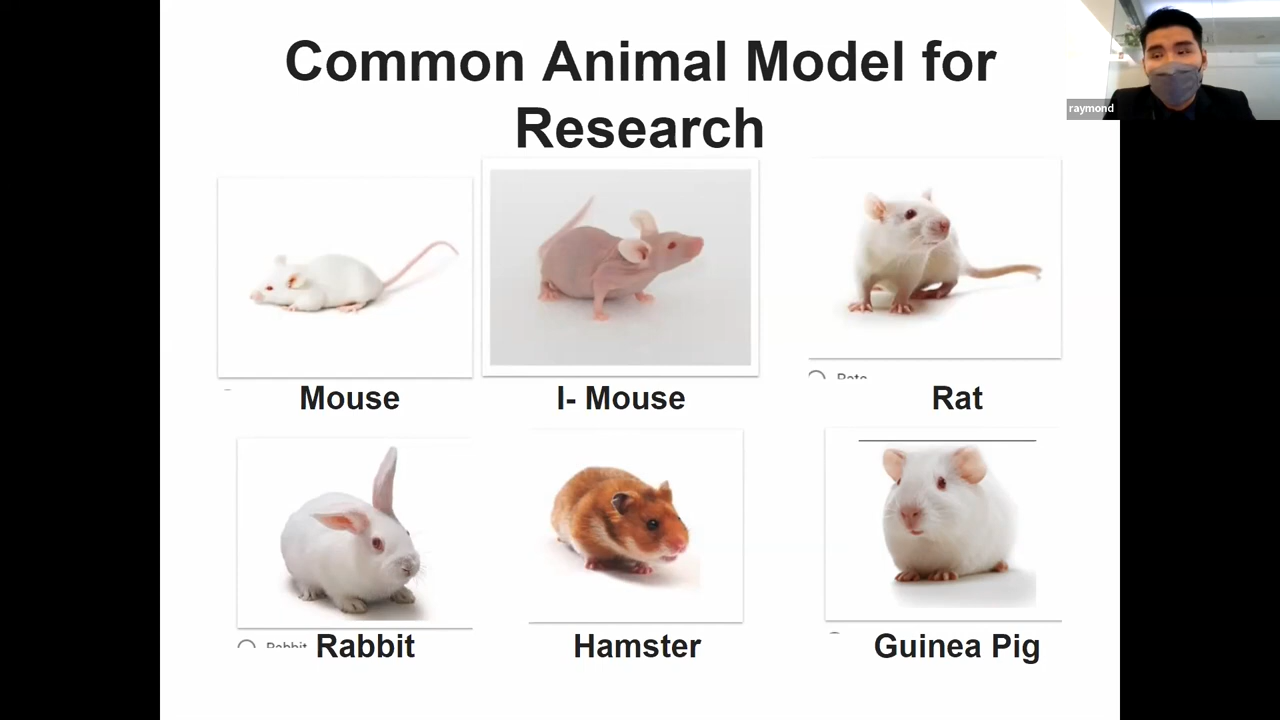 Common Animal Model for
Research
raymond
Mouse
I- Mouse
Rat
Rabbit
Hamster
Guinea Pig